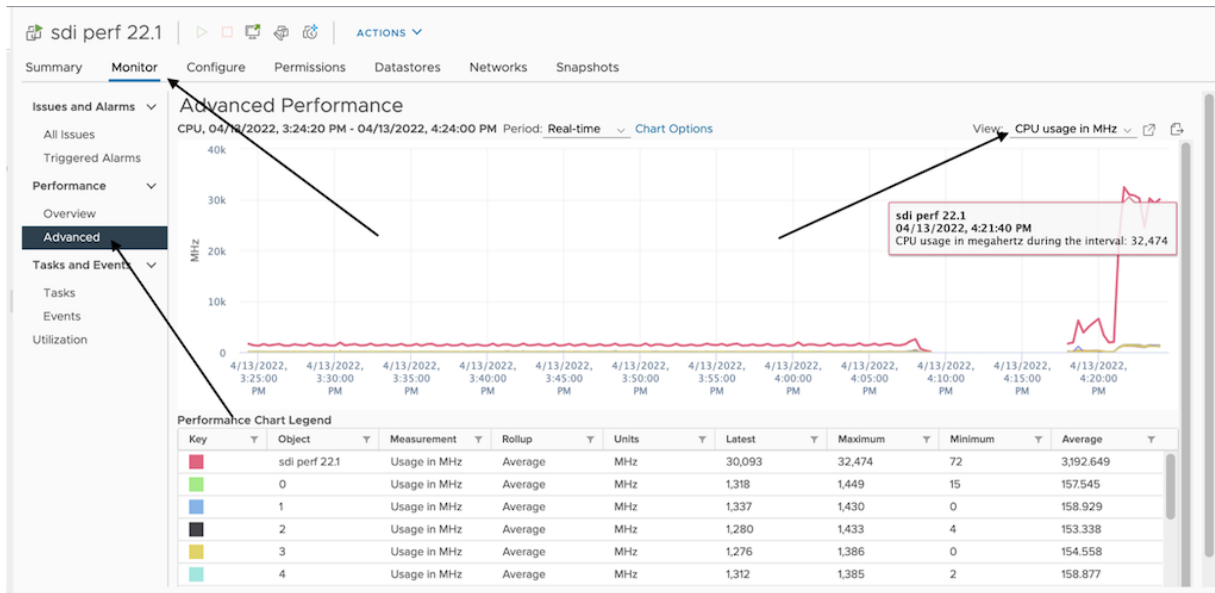 sdi perf 22.1 ACTIONS
Summary Monitor Configure Permissions Datastores Networks Snapshots
Issues and Alarms
All Issues
Triggered Alarms
Performance
Overview
Advanced
Tasks and Events
Tasks
Events
Utilization
Advanced Performance
CPU, 04/13/2022, 3:24:20 PM - 04/13/2022, 4:24:00 PM Period: Real-time Chart Options View: CPU usage in MHz
40k
30k
20k
10k
0
MHz
sdi perf 22.1
04/13/2022, 4:21:40 PM
CPU usage in megahertz during the interval: 32,474
4/13/2022, 4/13/2022, 4/13/2022, 4/13/2022, 4/13/2022, 4/13/2022, 4/13/2022, 4/13/2022, 4/13/2022, 4/13/2022, 4/13/2022, 4/13/2022,
3:25:00 3:30:00 3:35:00 3:40:00 3:45:00 3:50:00 3:55:00 4:00:00 4:05:00 4:10:00 4:15:00 4:20:00
PM PM PM PM PM PM PM PM PM PM PM PM
Performance Chart Legend
Key Object Measurement Rollup Units Latest Maximum Minimum Average
sdi perf 22.1 Usage in MHz Average MHz 30,093 32,474 72 3,192.649
0 Usage in MHz Average MHz 1,318 1,449 15 157.545
1 Usage in MHz Average MHz 1,337 1,430 0 158.929
2 Usage in MHz Average MHz 1,280 1,433 4 153.338
3 Usage in MHz Average MHz 1,276 1,386 0 154.558
4 Usage in MHz Average MHz 1,312 1,385 2 158.877